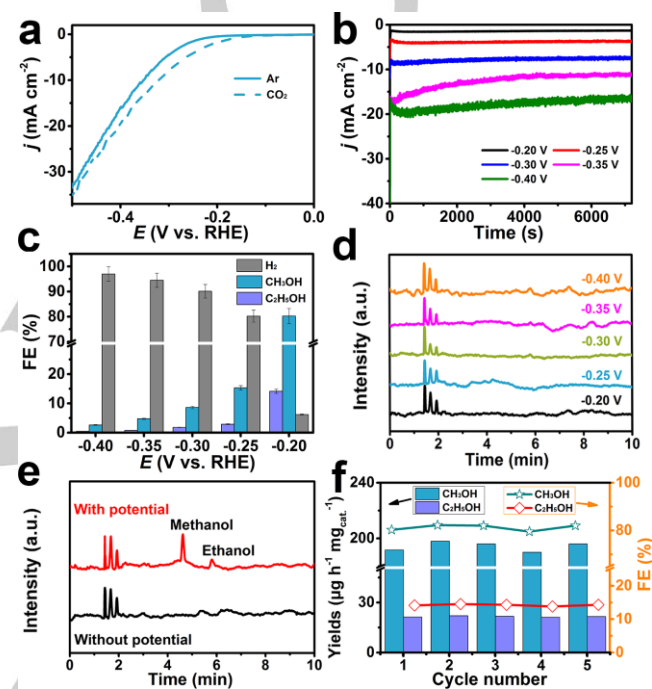 a
j (mA cm⁻²)
0
-10
-20
-30
Ar
CO₂
-0.4
-0.2
0.0
E (V vs. RHE)
b
j (mA cm⁻²)
0
-10
-20
-30
-40
-0.20 V
-0.25 V
-0.30 V
-0.35 V
-0.40 V
0
2000
4000
6000
Time (s)
c
FE (%)
100
90
80
70
20
10
0
H₂
CH₃OH
C₂H₅OH
-0.40
-0.35
-0.30
-0.25
-0.20
E (V vs. RHE)
d
Intensity (a.u.)
-0.40 V
-0.35 V
-0.30 V
-0.25 V
-0.20 V
0
2
4
6
8
10
Time (min)
e
Intensity (a.u.)
With potential
Methanol
Ethanol
Without potential
0
2
4
6
8
10
Time (min)
f
Yields (μg h⁻¹ mg cat.⁻¹)
240
200
60
30
0
CH₃OH
C₂H₅OH
CH₃OH
C₂H₅OH
FE (%)
100
80
60
20
10
0
1
2
3
4
5
Cycle number